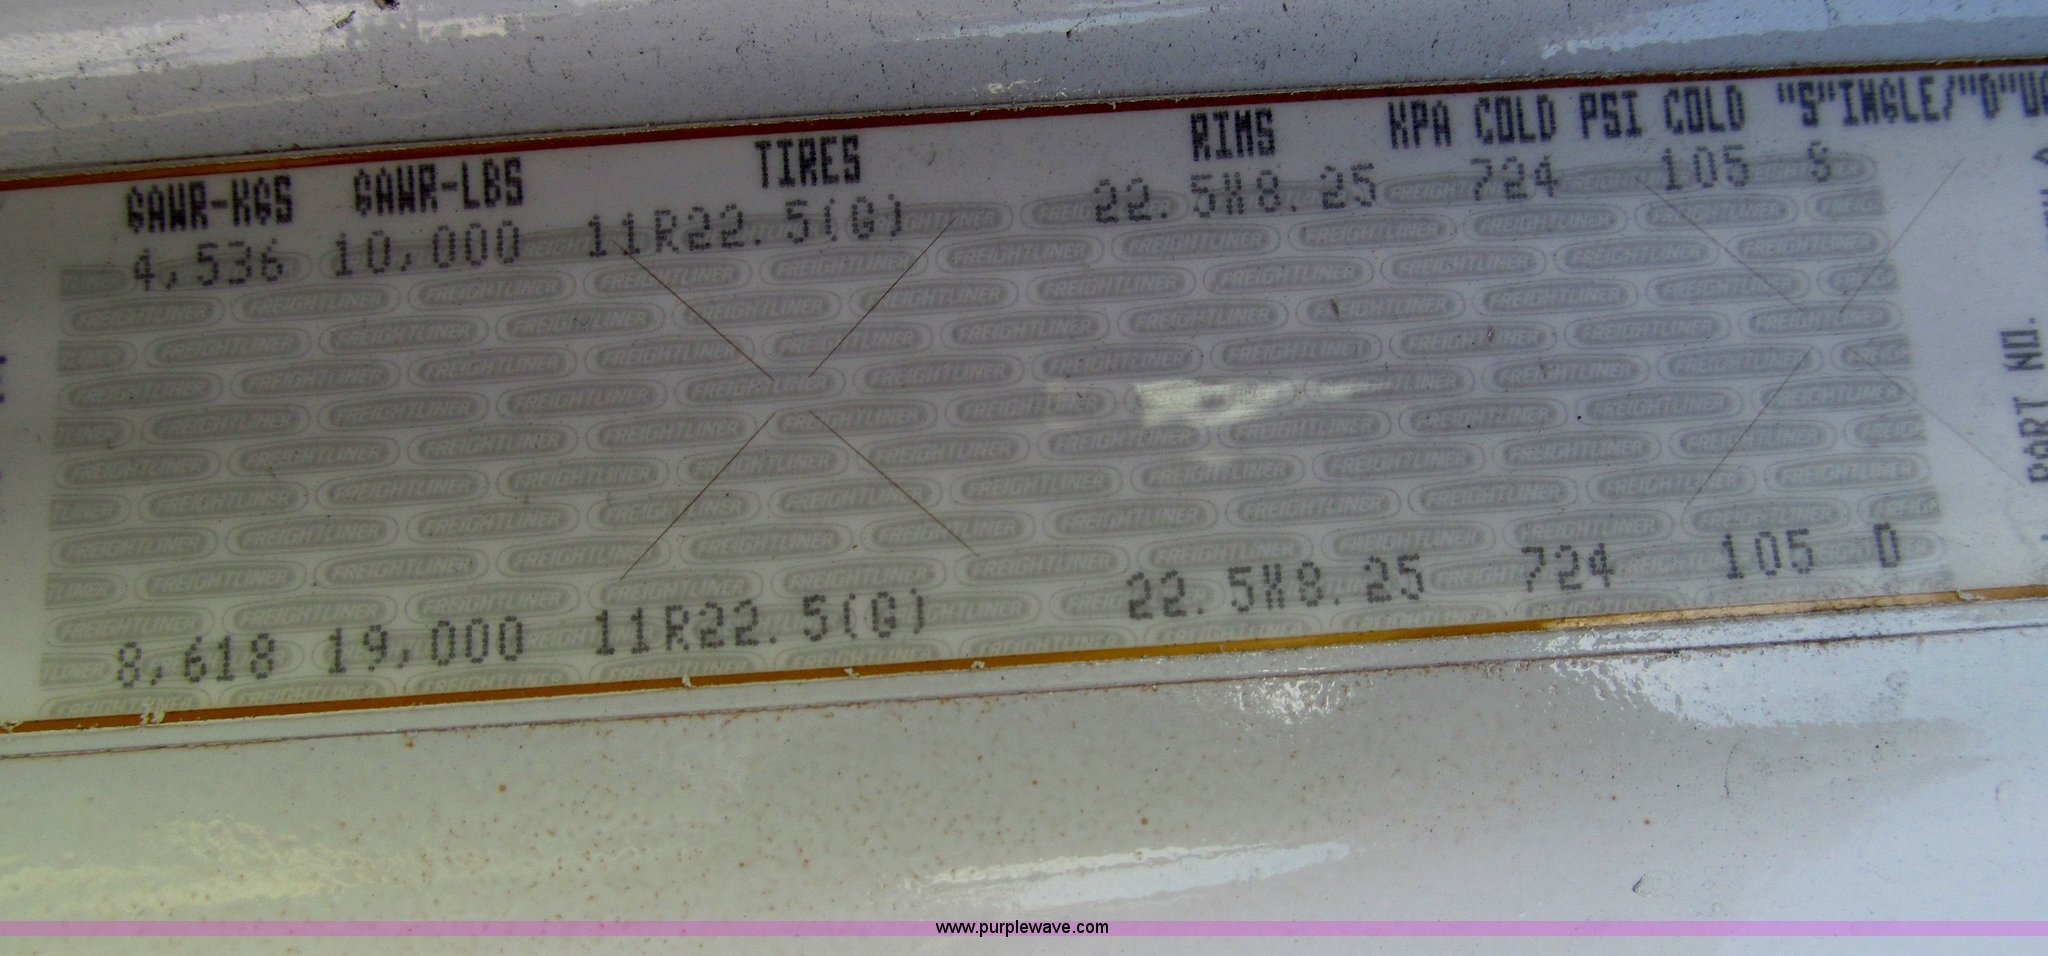 GAWR-KGS GAWR-LBS TIRES RIMS KPA COLD PSI COLD "S"INGLE/"D"UA
4,536 10,000 11R22.5(G) 22.5X8.25 724 105 S
FREIGHTLINER
8,618 19,000 11R22.5(G) 22.5X8.25 724 105 D
PART NO.
www.purplewave.com